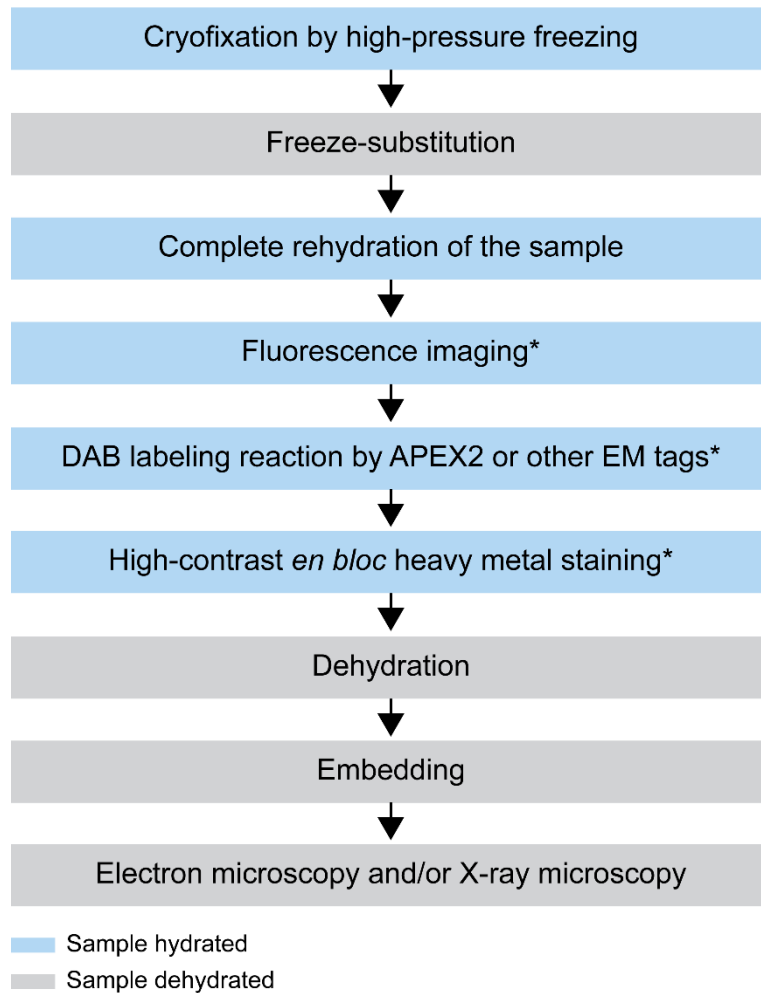 Cryofixation by high-pressure freezing
Freeze-substitution
Complete rehydration of the sample
Fluorescence imaging*
DAB labeling reaction by APEX2 or other EM tags*
High-contrast en bloc heavy metal staining*
Dehydration
Embedding
Electron microscopy and/or X-ray microscopy
Sample hydrated
Sample dehydrated